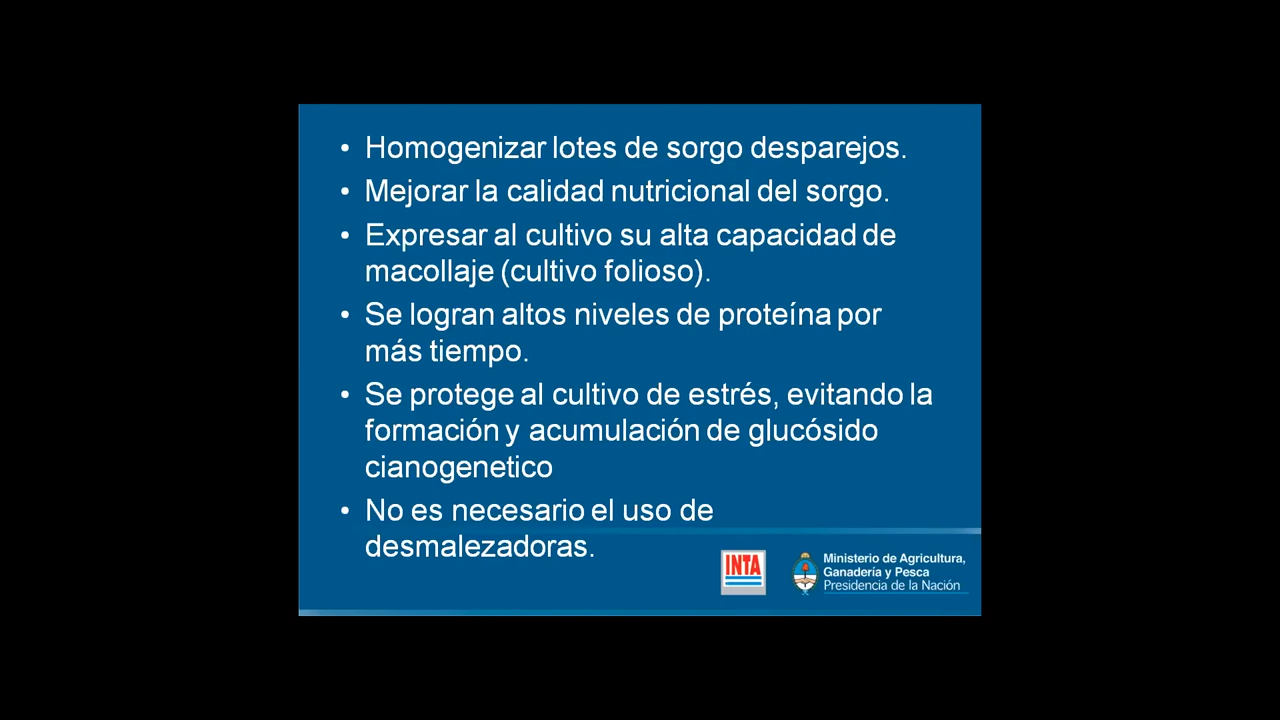 • Homogenizar lotes de sorgo desparejos.
• Mejorar la calidad nutricional del sorgo.
• Expresar al cultivo su alta capacidad de
macollaje (cultivo folioso).
• Se logran altos niveles de proteína por
más tiempo.
• Se protege al cultivo de estrés, evitando la
formación y acumulación de glucósido
cianogenetico
• No es necesario el uso de
desmalezadoras.
INTA
Ministerio de Agricultura,
Ganadería y Pesca
Presidencia de la Nación